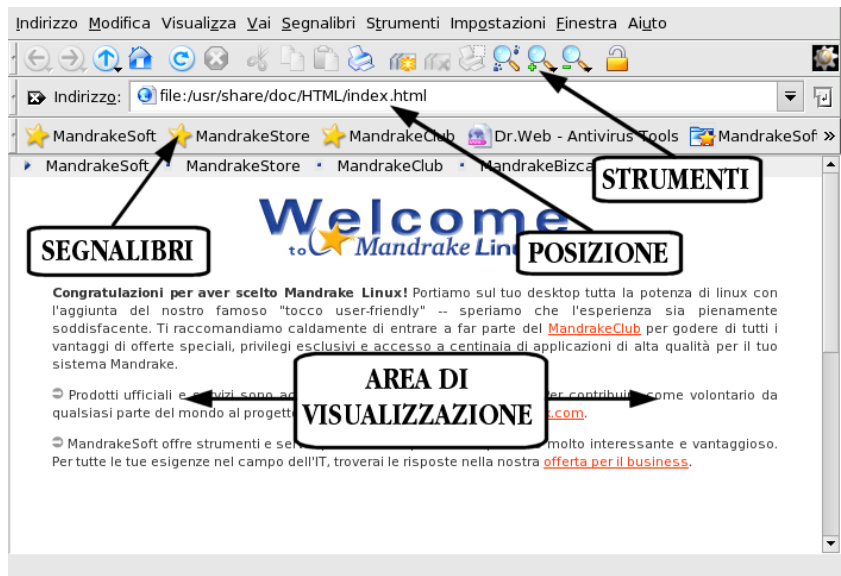 Indirizzo Modifica Visualizza Vai Segnalibri Strumenti Impostazioni Finestra Aiuto
Indirizzo: file:/usr/share/doc/HTML/index.html
MandrakeSoft MandrakeStore MandrakeClub Dr.Web - Antivirus Tools MandrakeSof »
MandrakeSoft MandrakeStore MandrakeClub MandrakeBizca
STRUMENTI
Welcome
to Mandrake Linu
SEGNALIBRI
POSIZIONE
Congratulazioni per aver scelto Mandrake Linux! Portiamo sul tuo desktop tutta la potenza di linux con
l'aggiunta del nostro famoso "tocco user-friendly" -- speriamo che l'esperienza sia pienamente
soddisfacente. Ti raccomandiamo caldamente di entrare a far parte del MandrakeClub per godere di tutti i
vantaggi di offerte speciali, privilegi esclusivi e accesso a centinaia di applicazioni di alta qualità per il tuo
sistema Mandrake.
AREA DI
VISUALIZZAZIONE
Prodotti ufficiali e servizi sono Per contribuire come volontario da
qualsiasi parte del mondo al progett .com.
MandrakeSoft offre strumenti e molto interessante e vantaggioso.
Per tutte le tue esigenze nel campo dell'IT, troverai le risposte nella nostra offerta per il business.